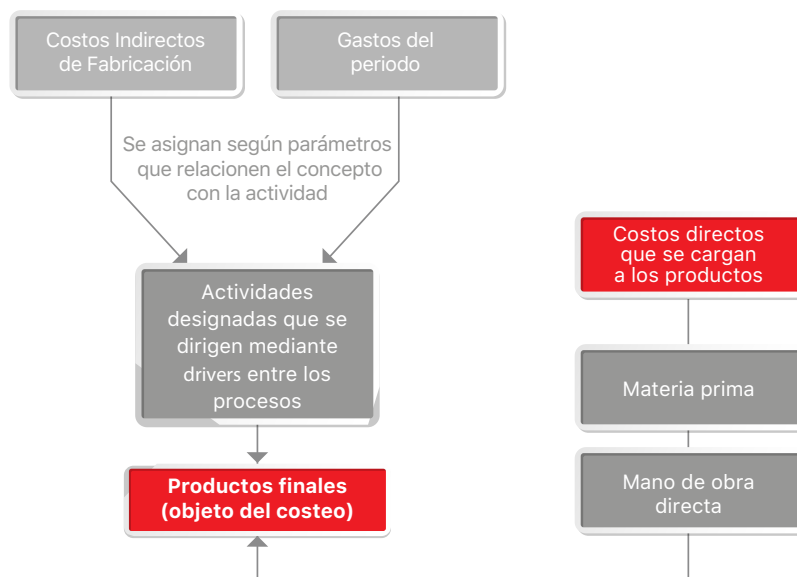 Costos Indirectos
de Fabricación
Gastos del
periodo
Se asignan según parámetros
que relacionen el concepto
con la actividad
Actividades
designadas que se
dirigen mediante
drivers entre los
procesos
Productos finales
(objeto del costeo)
Costos directos
que se cargan
a los productos
Materia prima
Mano de obra
directa